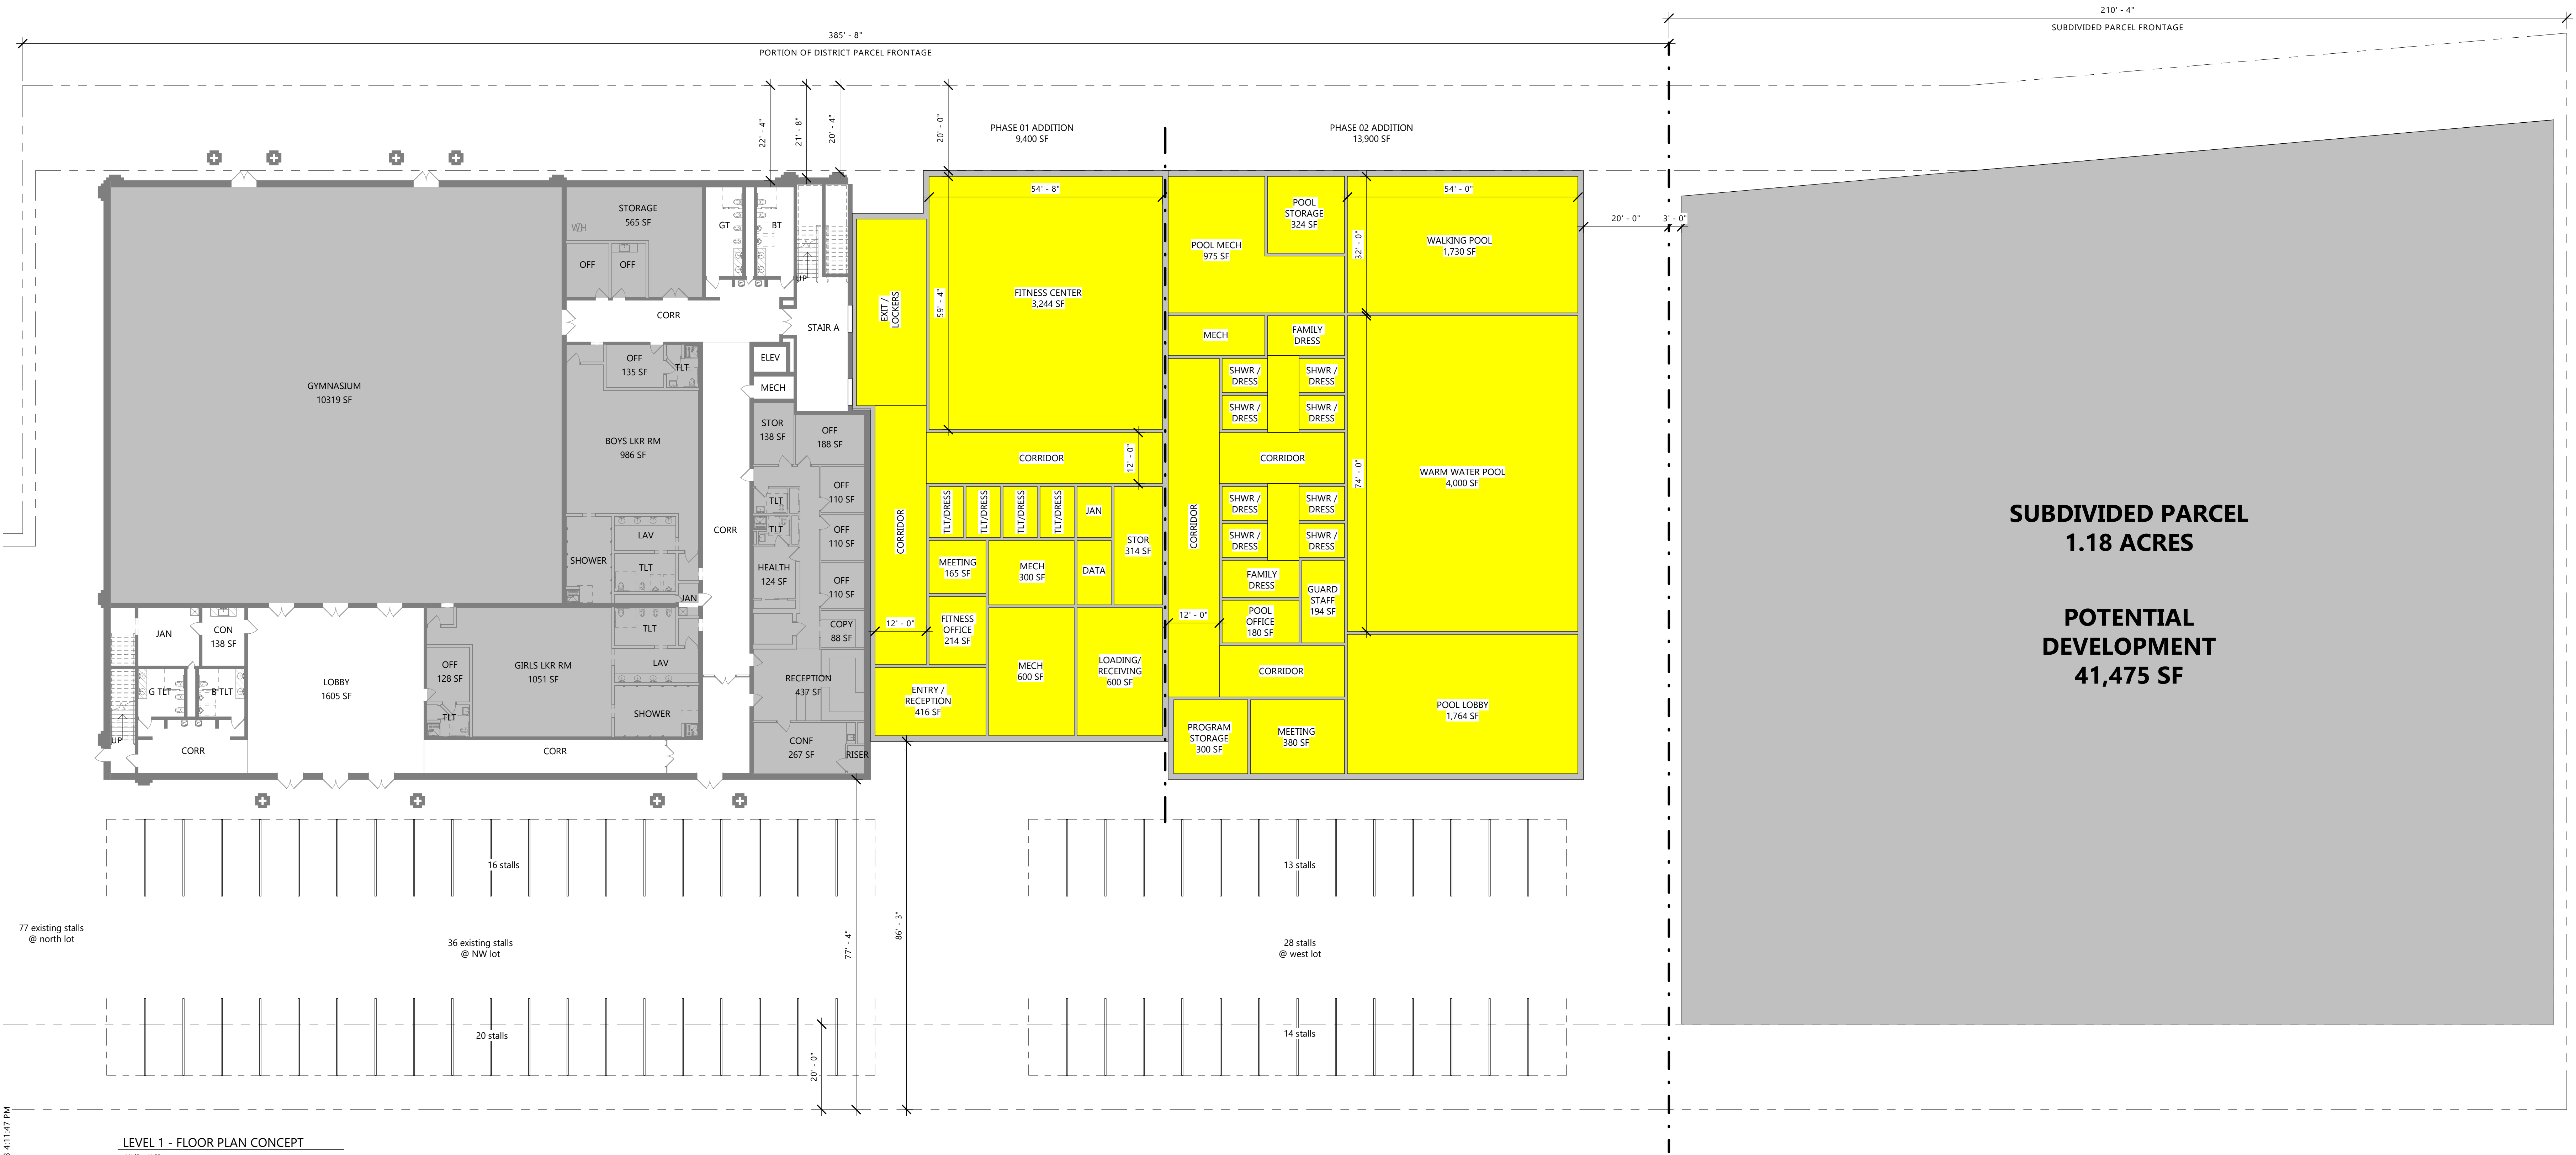 210' - 4"
SUBDIVIDED PARCEL FRONTAGE
385' - 8"
PORTION OF DISTRICT PARCEL FRONTAGE
22' - 4"
21' - 8"
20' - 4"
20' - 0"
PHASE 01 ADDITION
9,400 SF
PHASE 02 ADDITION
13,900 SF
STORAGE
565 SF
W/H
OFF
OFF
GT
BT
UP
CORR
STAIR A
GYMNASIUM
10319 SF
OFF
135 SF
TLT
ELEV
MECH
BOYS LKR RM
986 SF
STOR
138 SF
OFF
188 SF
CORR
TLT
TLT
OFF
110 SF
OFF
110 SF
OFF
110 SF
HEALTH
124 SF
LAV
SHOWER
TLT
JAN
COPY
88 SF
JAN
CON
138 SF
G TLT
B TLT
UP
CORR
LOBBY
1605 SF
OFF
128 SF
TLT
GIRLS LKR RM
1051 SF
TLT
LAV
SHOWER
CORR
RECEPTION
437 SF
CONF
267 SF
RISER
EXIT /
LOCKERS
54' - 8"
59' - 4"
FITNESS CENTER
3,244 SF
CORRIDOR
12' - 0"
CORRIDOR
TLT/DRESS
TLT/DRESS
TLT/DRESS
TLT/DRESS
JAN
STOR
314 SF
MEETING
165 SF
MECH
300 SF
DATA
12' - 0"
FITNESS
OFFICE
214 SF
MECH
600 SF
LOADING/
RECEIVING
600 SF
ENTRY /
RECEPTION
416 SF
POOL
STORAGE
324 SF
POOL MECH
975 SF
54' - 0"
32' - 0"
WALKING POOL
1,730 SF
20' - 0"
3' - 0"
MECH
FAMILY
DRESS
SHWR /
DRESS
SHWR /
DRESS
SHWR /
DRESS
SHWR /
DRESS
CORRIDOR
74' - 0"
WARM WATER POOL
4,000 SF
CORRIDOR
SHWR /
DRESS
SHWR /
DRESS
SHWR /
DRESS
SHWR /
DRESS
FAMILY
DRESS
GUARD
STAFF
194 SF
12' - 0"
POOL
OFFICE
180 SF
CORRIDOR
PROGRAM
STORAGE
300 SF
MEETING
380 SF
POOL LOBBY
1,764 SF
SUBDIVIDED PARCEL
1.18 ACRES
POTENTIAL
DEVELOPMENT
41,475 SF
16 stalls
13 stalls
77 existing stalls
@ north lot
36 existing stalls
@ NW lot
77' - 4"
86' - 3"
28 stalls
@ west lot
20 stalls
14 stalls
20' - 0"
4:11:47 PM
LEVEL 1 - FLOOR PLAN CONCEPT